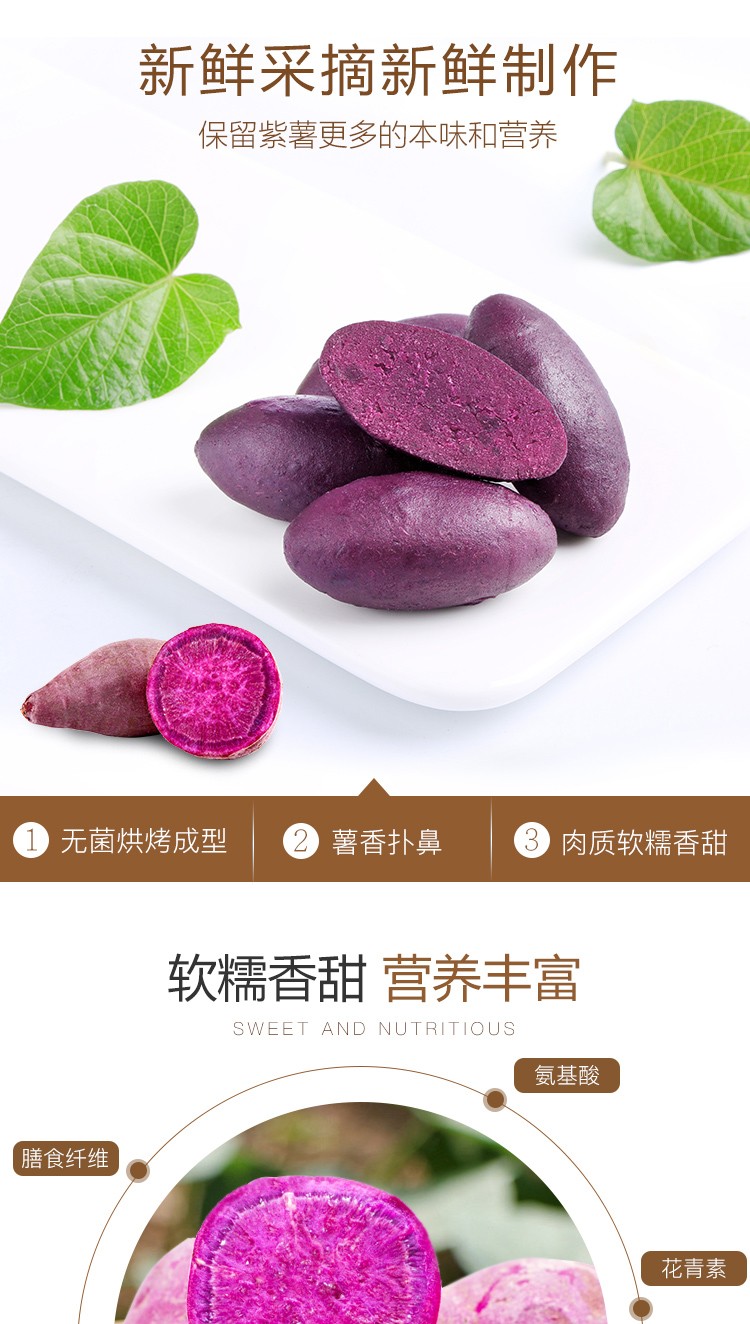 新鲜采摘新鲜制作
保留紫薯更多的本味和营养
1 无菌烘烤成型
2 薯香扑鼻
3 肉质软糯香甜
软糯香甜 营养丰富
SWEET AND NUTRITIOUS
氨基酸
膳食纤维
花青素